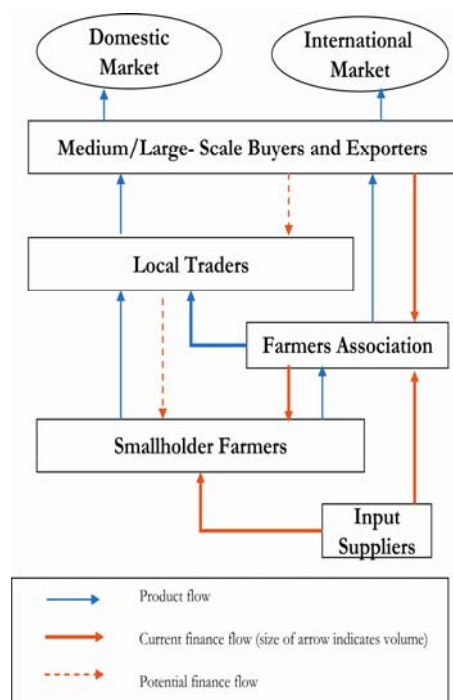 Domestic
Market
International
Market
Medium/Large- Scale Buyers and Exporters
Local Traders
Farmers Association
Smallholder Farmers
Input
Suppliers
Product flow
Current finance flow (size of arrow indicates volume)
Potential finance flow